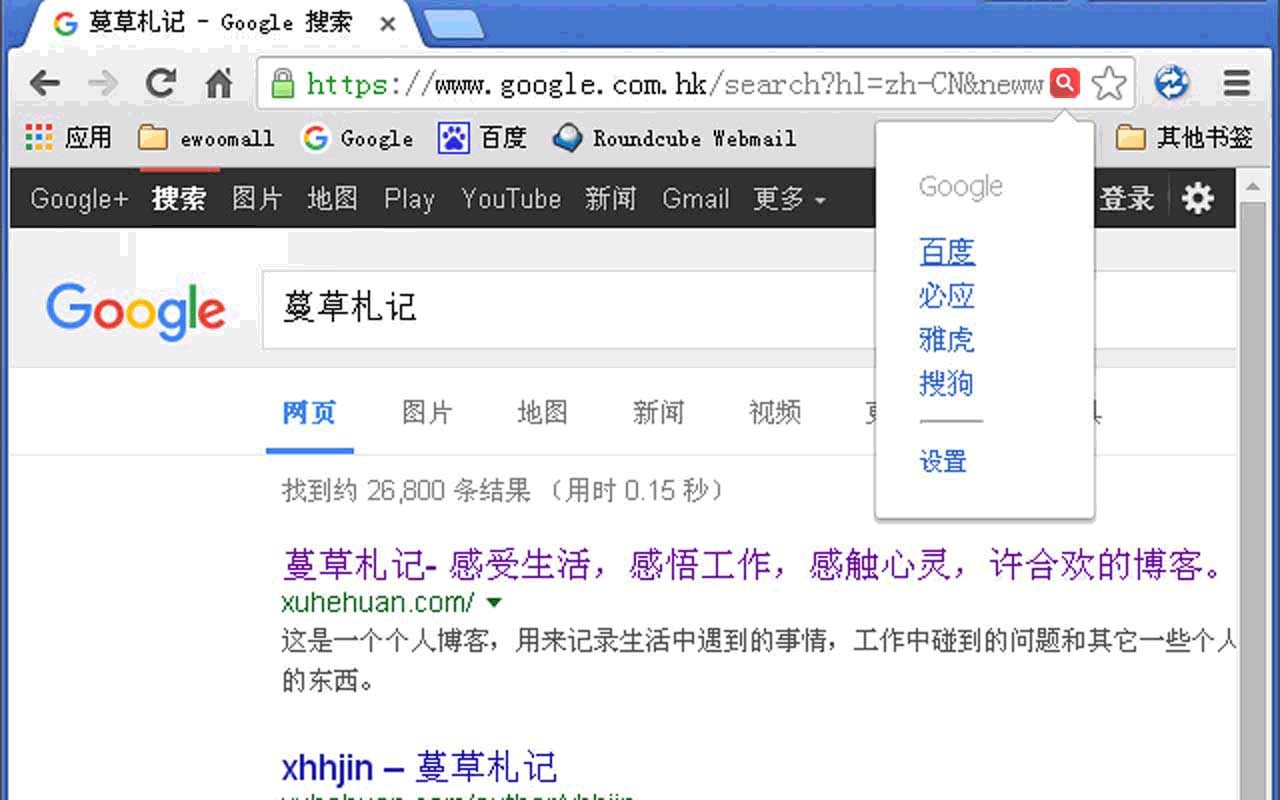 蔓草札记 - Google 搜索
https://www.google.com.hk/search?hl=zh-CN&neww
应用 ewoomall Google 百度 Roundcube Webmail 其他书签
Google+ 搜索 图片 地图 Play YouTube 新闻 Gmail 更多 登录
Google
百度
必应
雅虎
搜狗
设置
Google 蔓草札记
网页 图片 地图 新闻 视频
找到约 26,800 条结果 （用时 0.15 秒）
蔓草札记- 感受生活，感悟工作，感触心灵，许合欢的博客。
xuhehuan.com/
这是一个个人博客，用来记录生活中遇到的事情，工作中碰到的问题和其它一些个人
的东西。
xhhjin – 蔓草札记